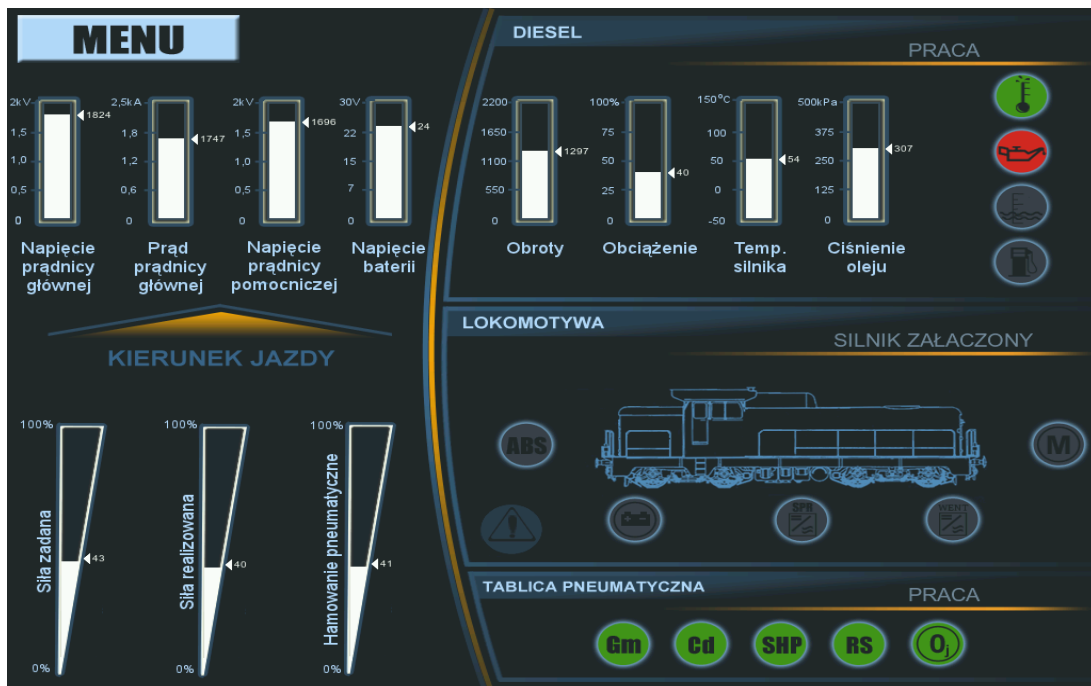 MENU
2kV
1,5
1,0
0,5
0
1824
Napięcie
prądnicy
głównej
2,5kA
1,8
1,2
0,6
0
1747
Prąd
prądnicy
głównej
2kV
1,5
1,0
0,5
0
1696
Napięcie
prądnicy
pomocniczej
30V
22
15
7
0
24
Napięcie
baterii
KIERUNEK JAZDY
100%
43
0%
Siła zadana
100%
40
0%
Siła realizowana
100%
41
0%
Hamowanie pneumatyczne
DIESEL
PRACA
2200
1650
1100
550
0
1297
Obroty
100%
75
50
25
0
40
Obciążenie
150°C
100
50
0
-50
54
Temp.
silnika
500kPa
375
250
125
0
307
Ciśnienie
oleju
LOKOMOTYWA
SILNIK ZAŁACZONY
ABS
M
SPR
WENT
TABLICA PNEUMATYCZNA
PRACA
Gm
Cd
SHP
RS
Oj